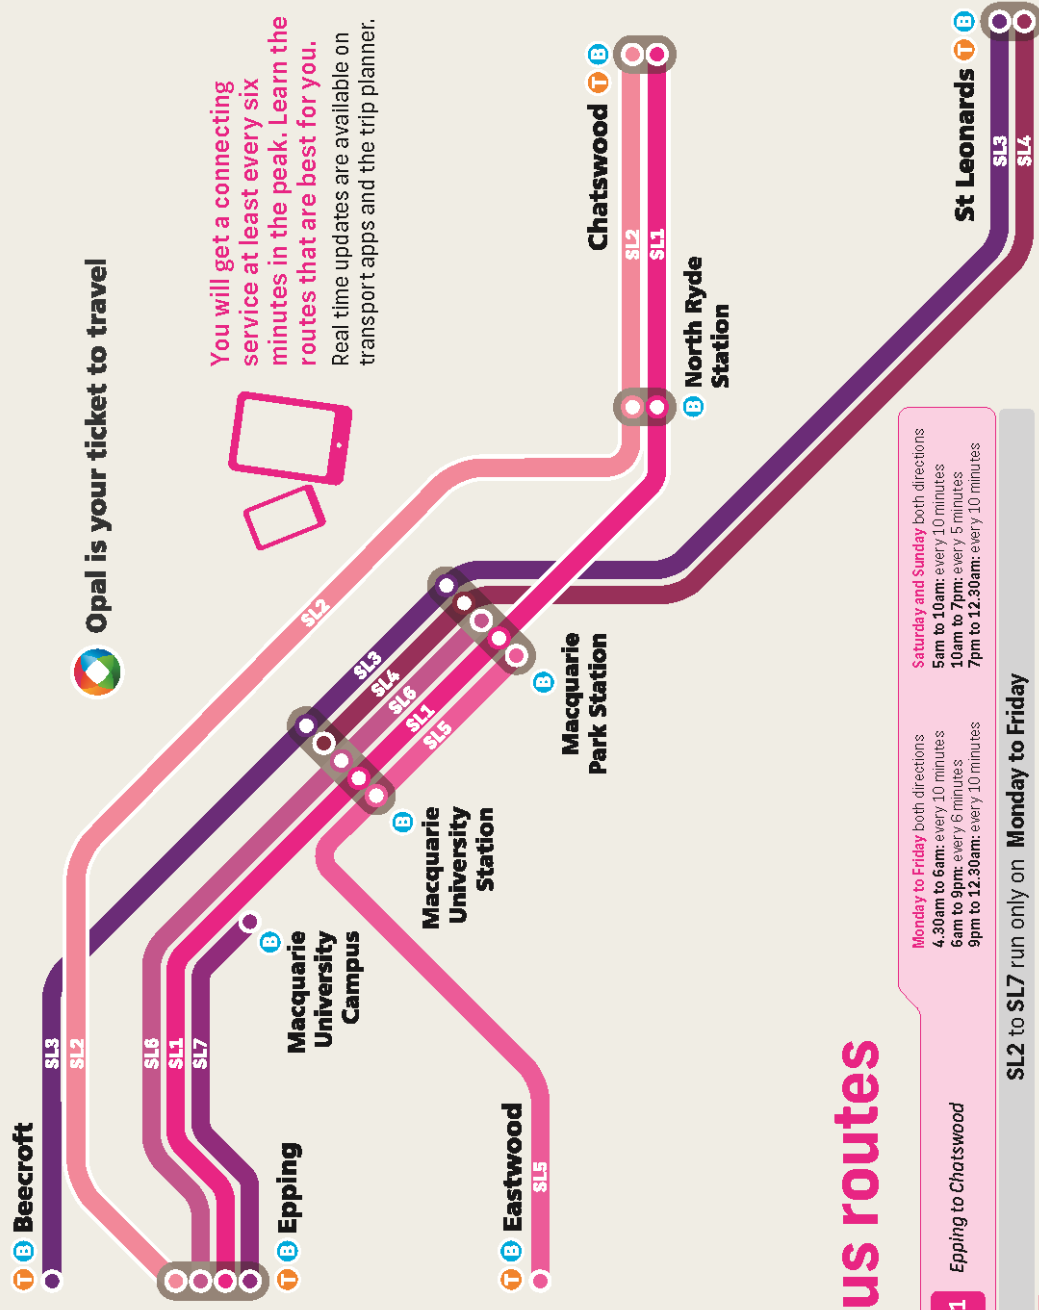 Opal is your ticket to travel
You will get a connecting
service at least every six
minutes in the peak. Learn the
routes that are best for you.
Real time updates are available on
transport apps and the trip planner.
T B Beecroft
SL3
SL2
SL6
SL1
SL7
T B Epping
B
Macquarie
University
Campus
T B Eastwood
SL5
B
Macquarie
University
Station
SL2
SL3
SL4
SL6
SL1
SL5
B
Macquarie
Park Station
B North Ryde
Station
Chatswood T B
SL2
SL1
St Leonards T B
SL3
SL4
us routes
1
Epping to Chatswood
Monday to Friday both directions
4.30am to 6am: every 10 minutes
6am to 9pm: every 6 minutes
9pm to 12.30am: every 10 minutes
Saturday and Sunday both directions
5am to 10am: every 10 minutes
10am to 7pm: every 5 minutes
7pm to 12.30am: every 10 minutes
SL2 to SL7 run only on Monday to Friday